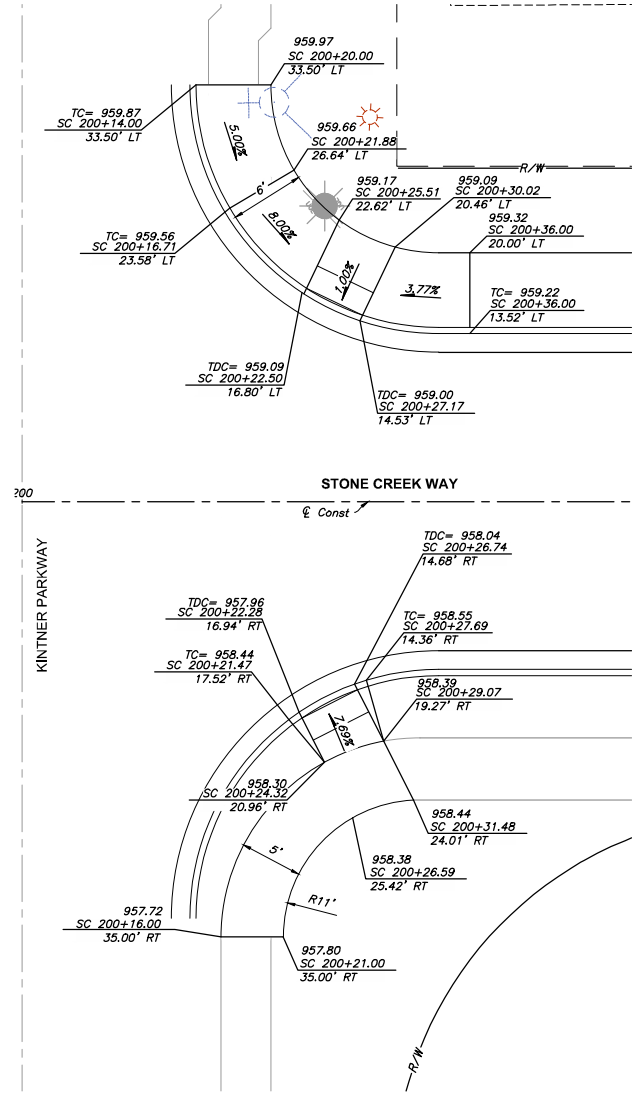 959.97
SC 200+20.00
33.50' LT
TC= 959.87
SC 200+14.00
33.50' LT
5.00%
959.66
SC 200+21.88
26.64' LT
R/W
959.17
SC 200+25.51
22.62' LT
959.09
SC 200+30.02
20.46' LT
6'
8.00%
959.32
SC 200+36.00
20.00' LT
TC= 959.56
SC 200+16.71
23.58' LT
1.00%
3.77%
TC= 959.22
SC 200+36.00
13.52' LT
TDC= 959.09
SC 200+22.50
16.80' LT
TDC= 959.00
SC 200+27.17
14.53' LT
STONE CREEK WAY
200
℄ Const
KINTNER PARKWAY
TDC= 958.04
SC 200+26.74
14.68' RT
TDC= 957.96
SC 200+22.28
16.94' RT
TC= 958.55
SC 200+27.69
14.36' RT
TC= 958.44
SC 200+21.47
17.52' RT
958.39
SC 200+29.07
19.27' RT
7.69%
958.30
SC 200+24.32
20.96' RT
958.44
SC 200+31.48
24.01' RT
5'
958.38
SC 200+26.59
25.42' RT
R11'
957.72
SC 200+16.00
35.00' RT
957.80
SC 200+21.00
35.00' RT
R/W